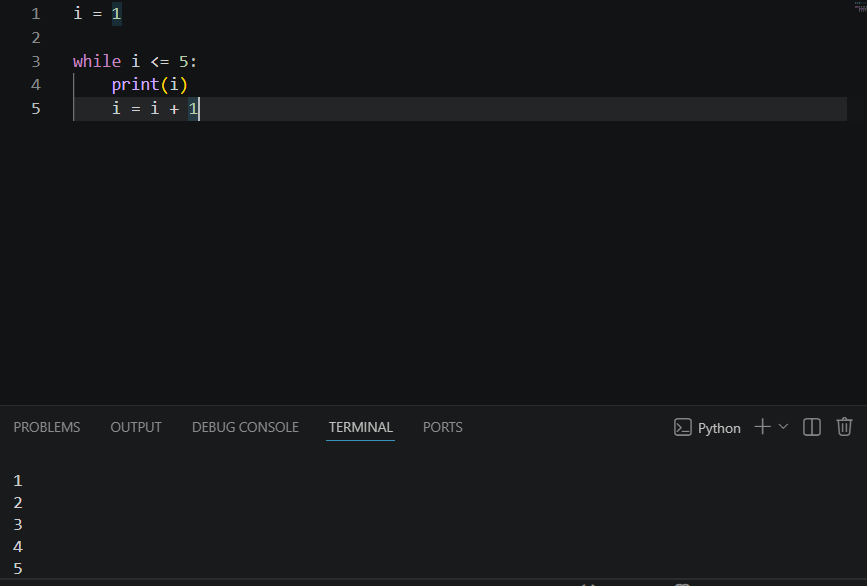 1 i = 1
2
3 while i <= 5:
4     print(i)
5     i = i + 1
PROBLEMS OUTPUT DEBUG CONSOLE TERMINAL PORTS Python
1
2
3
4
5